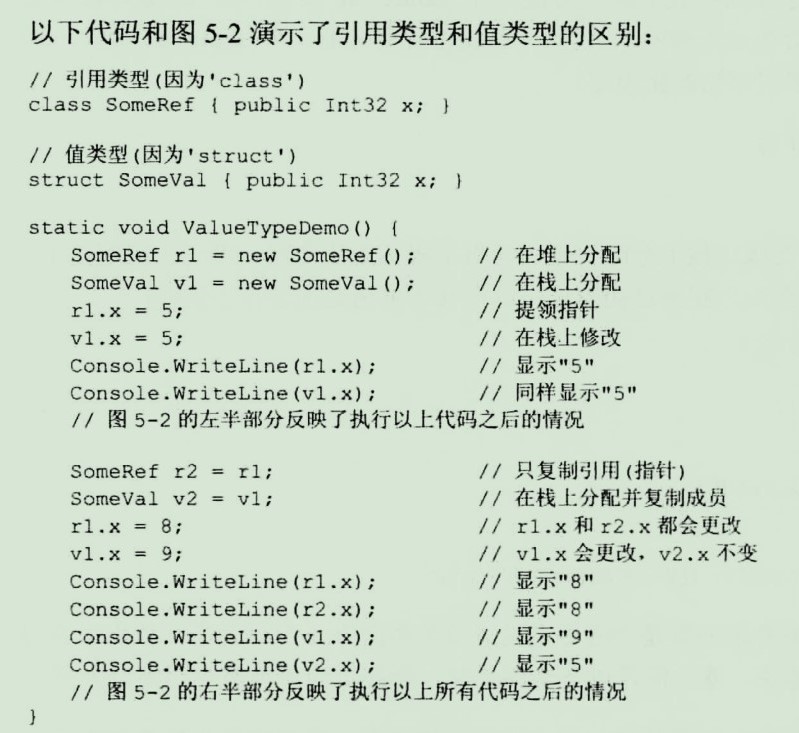 以下代码和图 5-2 演示了引用类型和值类型的区别：
// 引用类型(因为'class')
class SomeRef { public Int32 x; }
// 值类型(因为'struct')
struct SomeVal { public Int32 x; }
static void ValueTypeDemo() {
SomeRef r1 = new SomeRef(); // 在堆上分配
SomeVal v1 = new SomeVal(); // 在栈上分配
r1.x = 5; // 提领指针
v1.x = 5; // 在栈上修改
Console.WriteLine(r1.x); // 显示"5"
Console.WriteLine(v1.x); // 同样显示"5"
// 图 5-2 的左半部分反映了执行以上代码之后的情况
SomeRef r2 = r1; // 只复制引用(指针)
SomeVal v2 = v1; // 在栈上分配并复制成员
r1.x = 8; // r1.x 和 r2.x 都会更改
v1.x = 9; // v1.x 会更改，v2.x 不变
Console.WriteLine(r1.x); // 显示"8"
Console.WriteLine(r2.x); // 显示"8"
Console.WriteLine(v1.x); // 显示"9"
Console.WriteLine(v2.x); // 显示"5"
// 图 5-2 的右半部分反映了执行以上所有代码之后的情况
}